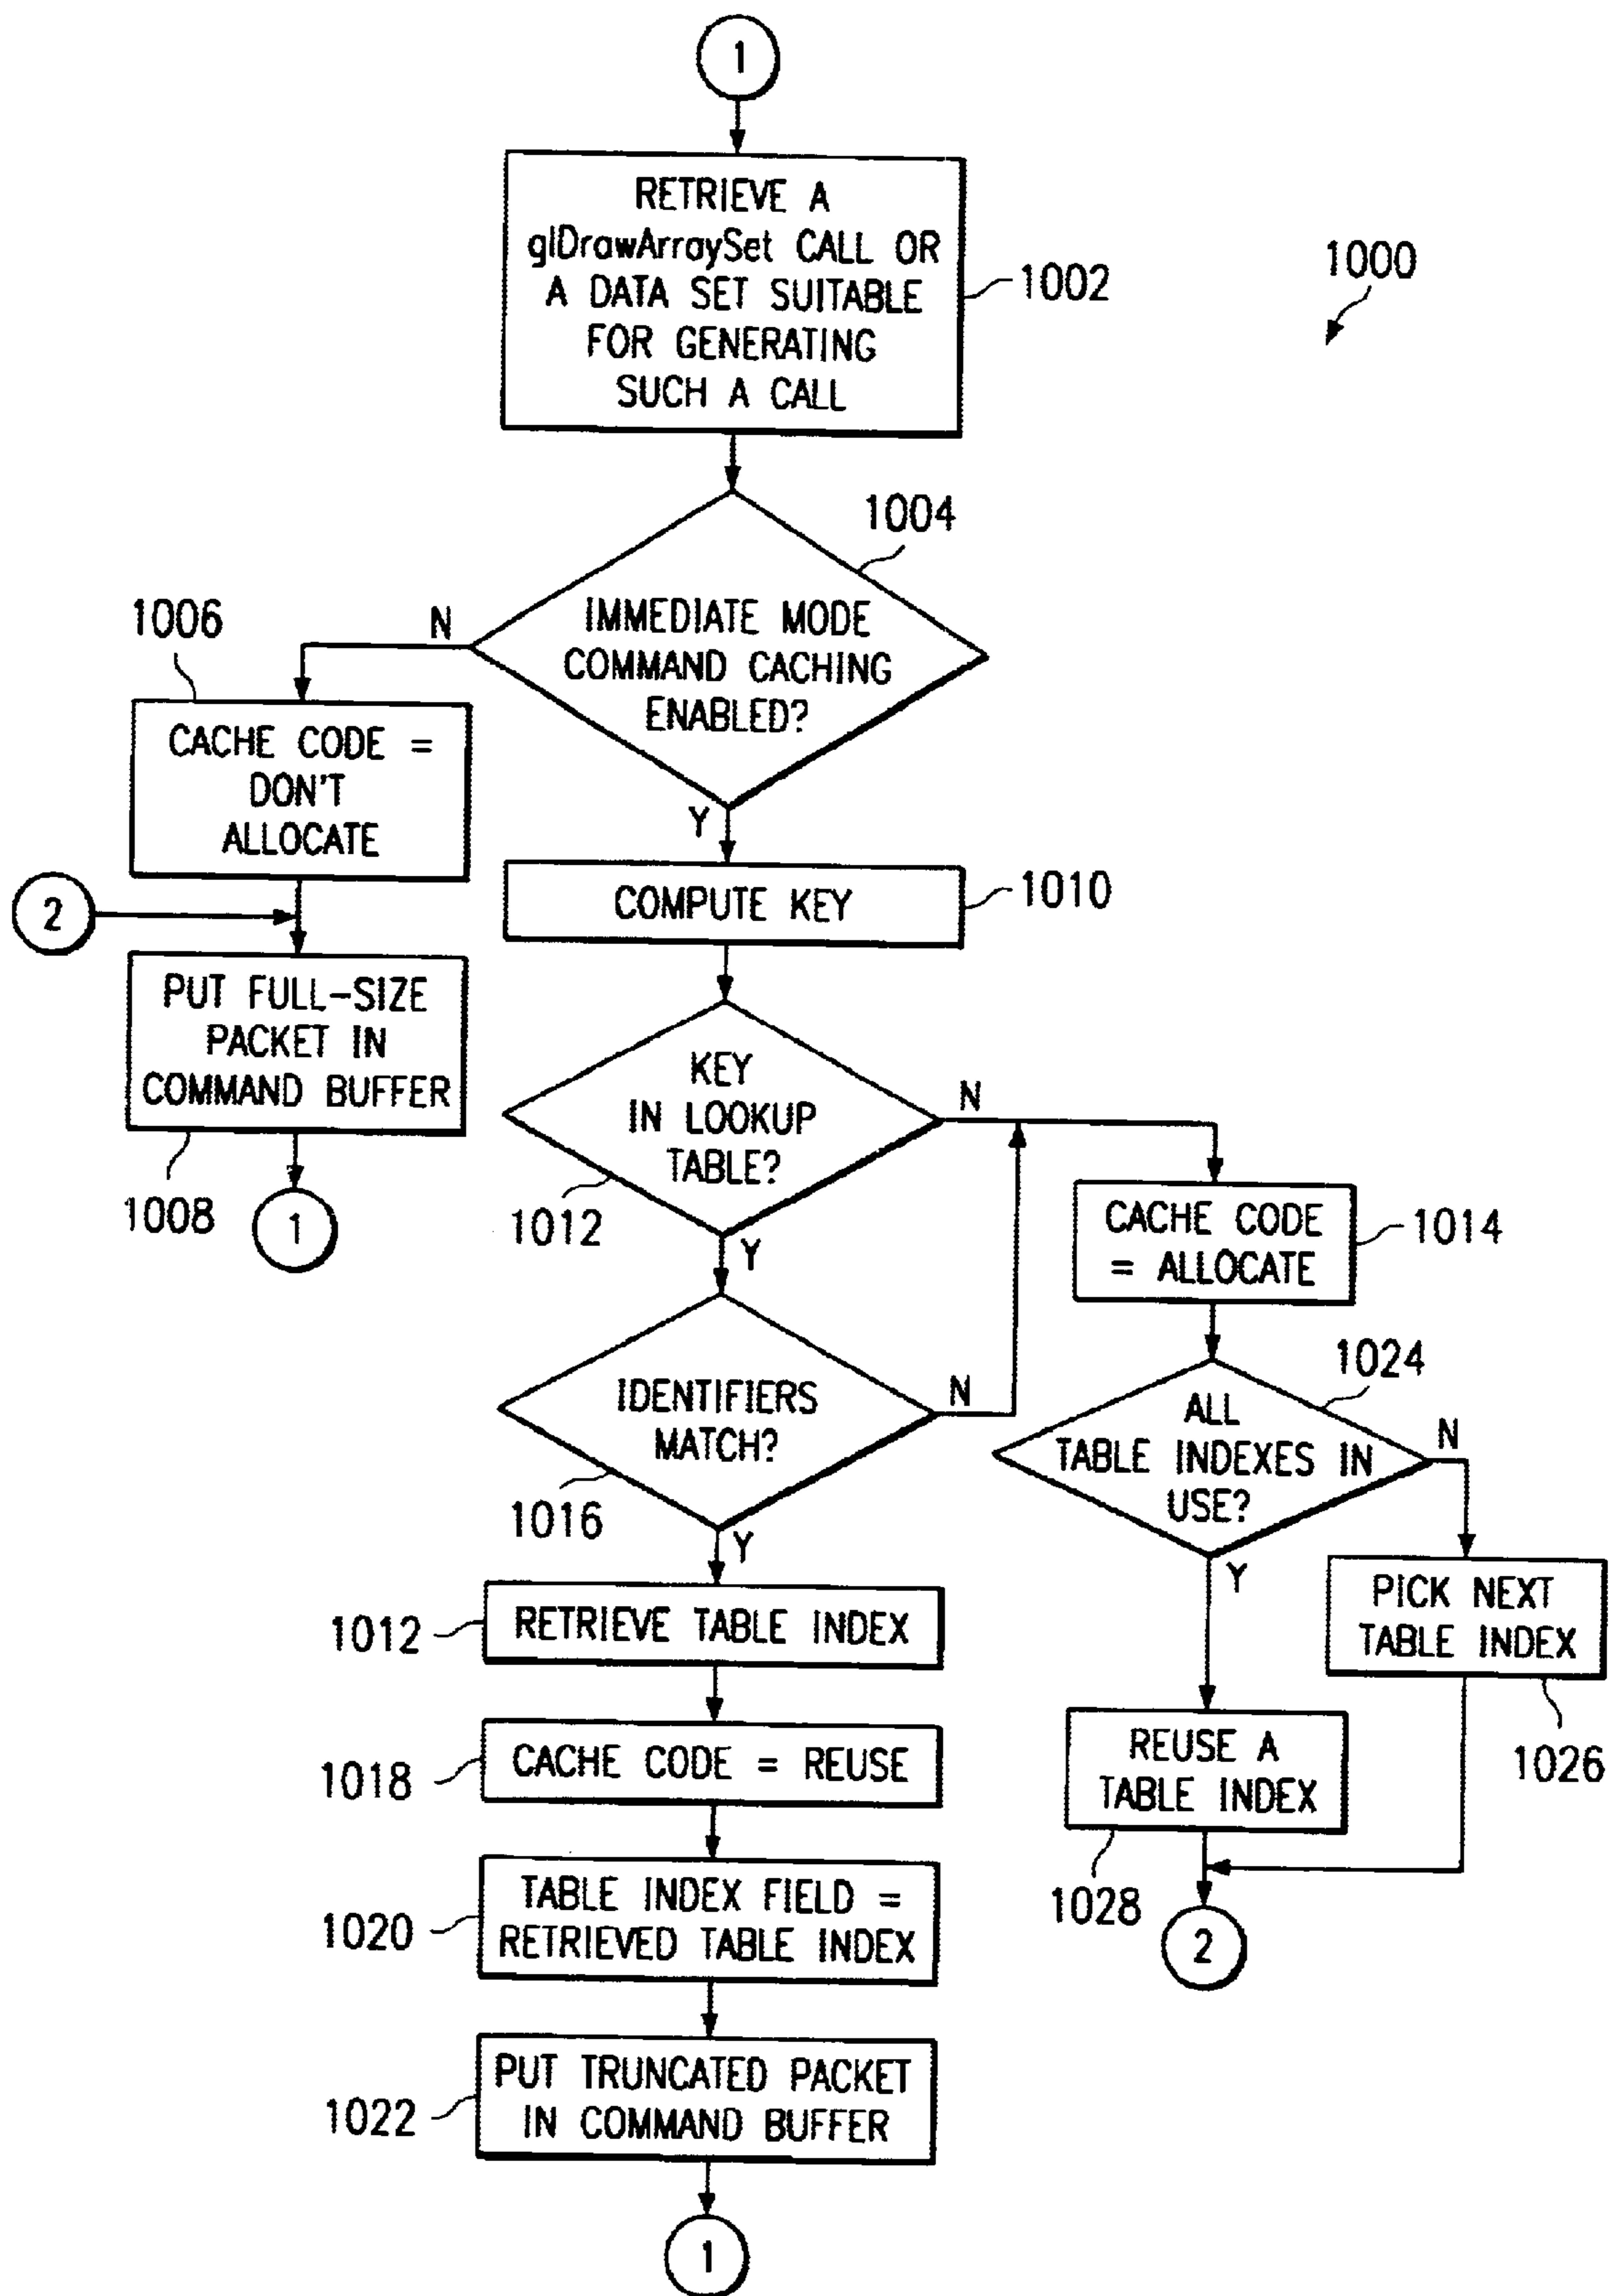 1
RETRIEVE A
glDrawArraySet CALL OR
A DATA SET SUITABLE
FOR GENERATING
SUCH A CALL
1002
1000
1004
IMMEDIATE MODE
COMMAND CACHING
ENABLED?
N
Y
1006
CACHE CODE =
DON'T
ALLOCATE
2
PUT FULL-SIZE
PACKET IN
COMMAND BUFFER
1008
1
COMPUTE KEY
1010
KEY
IN LOOKUP
TABLE?
N
1012
Y
CACHE CODE
= ALLOCATE
1014
IDENTIFIERS
MATCH?
N
1016
Y
1024
ALL
TABLE INDEXES IN
USE?
N
Y
PICK NEXT
TABLE INDEX
1026
REUSE A
TABLE INDEX
1028
2
RETRIEVE TABLE INDEX
1012
CACHE CODE = REUSE
1018
TABLE INDEX FIELD =
RETRIEVED TABLE INDEX
1020
PUT TRUNCATED PACKET
IN COMMAND BUFFER
1022
1